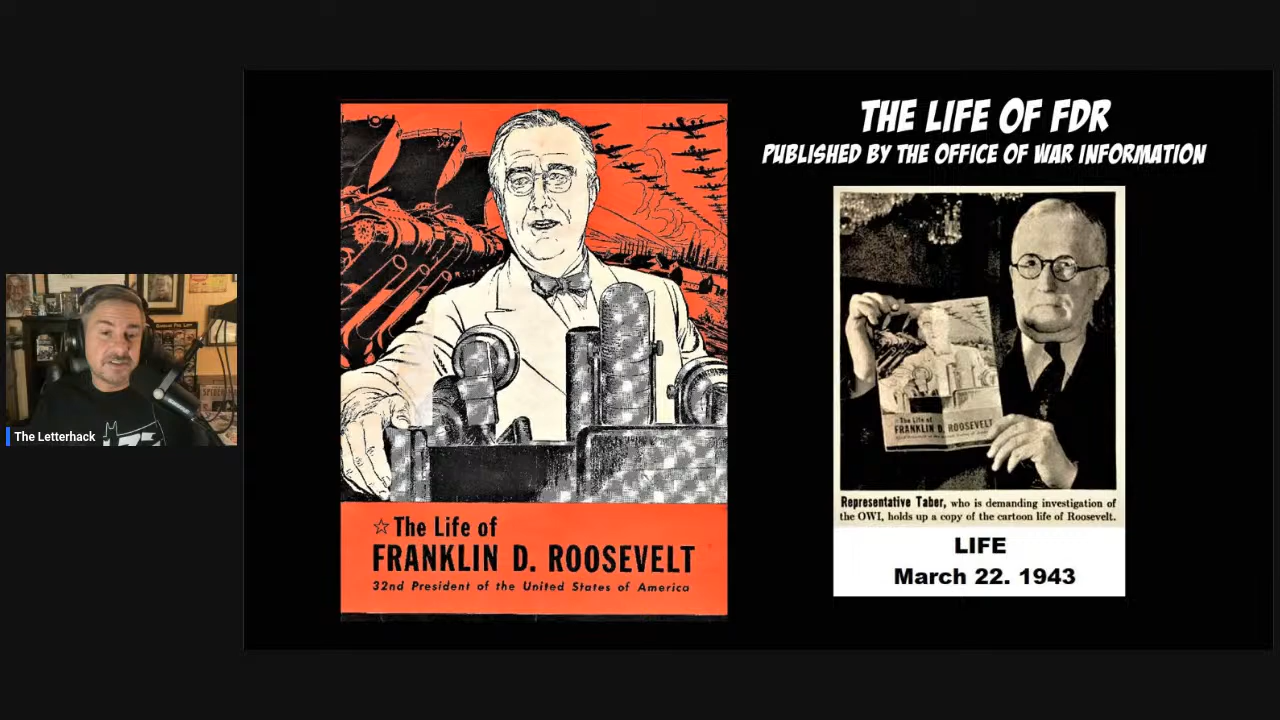 THE LIFE OF FDR
PUBLISHED BY THE OFFICE OF WAR INFORMATION
☆ The Life of
FRANKLIN D. ROOSEVELT
32nd President of the United States of America
The Life of
FRANKLIN D. ROOSEVELT
Representative Taber, who is demanding investigation of
the OWI, holds up a copy of the cartoon life of Roosevelt.
LIFE
March 22. 1943
The Letterhack